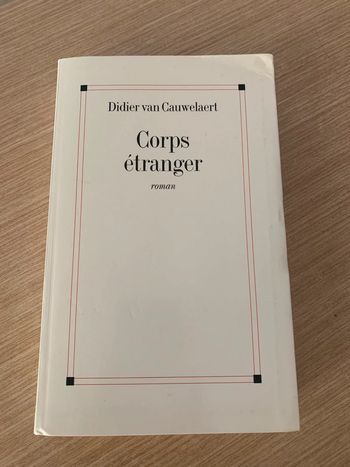 Didier van Cauwelaert
Corps
étranger
roman